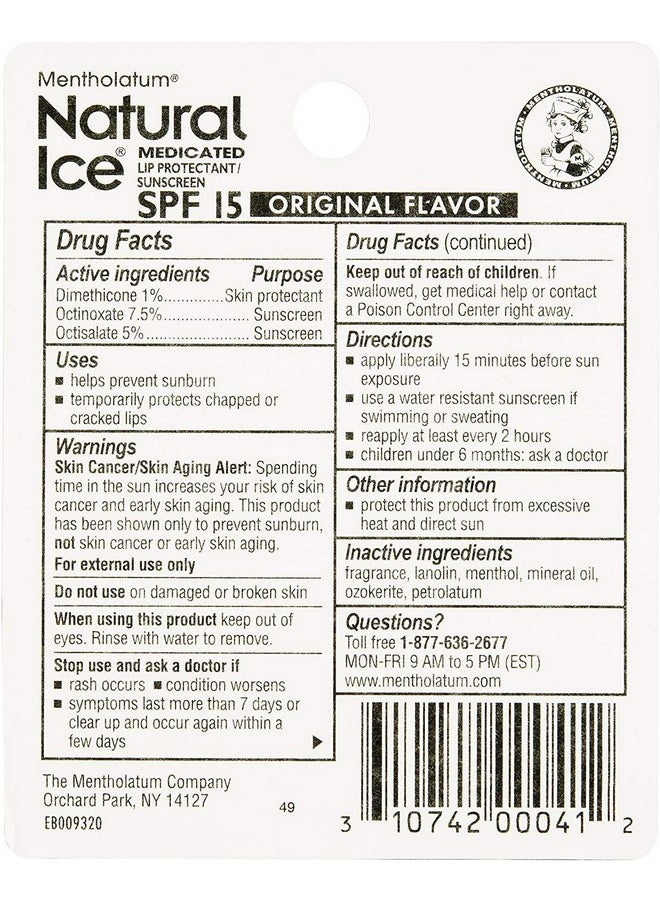 Mentholatum®
Natural
Ice® MEDICATED
LIP PROTECTANT/
SUNSCREEN
SPF 15 ORIGINAL FLAVOR
MENTHOLATUM • MENTHOLATUM • MENTHOLATUM •
M
Drug Facts
Active ingredients Purpose
Dimethicone 1%.............Skin protectant
Octinoxate 7.5%.................. Sunscreen
Octisalate 5%...................... Sunscreen
Uses
■ helps prevent sunburn
■ temporarily protects chapped or
cracked lips
Warnings
Skin Cancer/Skin Aging Alert: Spending
time in the sun increases your risk of skin
cancer and early skin aging. This product
has been shown only to prevent sunburn,
not skin cancer or early skin aging.
For external use only
Do not use on damaged or broken skin
When using this product keep out of
eyes. Rinse with water to remove.
Stop use and ask a doctor if
■ rash occurs ■ condition worsens
■ symptoms last more than 7 days or
clear up and occur again within a
few days ▶
Drug Facts (continued)
Keep out of reach of children. If
swallowed, get medical help or contact
a Poison Control Center right away.
Directions
■ apply liberally 15 minutes before sun
exposure
■ use a water resistant sunscreen if
swimming or sweating
■ reapply at least every 2 hours
■ children under 6 months: ask a doctor
Other information
■ protect this product from excessive
heat and direct sun
Inactive ingredients
fragrance, lanolin, menthol, mineral oil,
ozokerite, petrolatum
Questions?
Toll free 1-877-636-2677
MON-FRI 9 AM to 5 PM (EST)
www.mentholatum.com
The Mentholatum Company
Orchard Park, NY 14127
49
EB009320
3 10742 00041 2